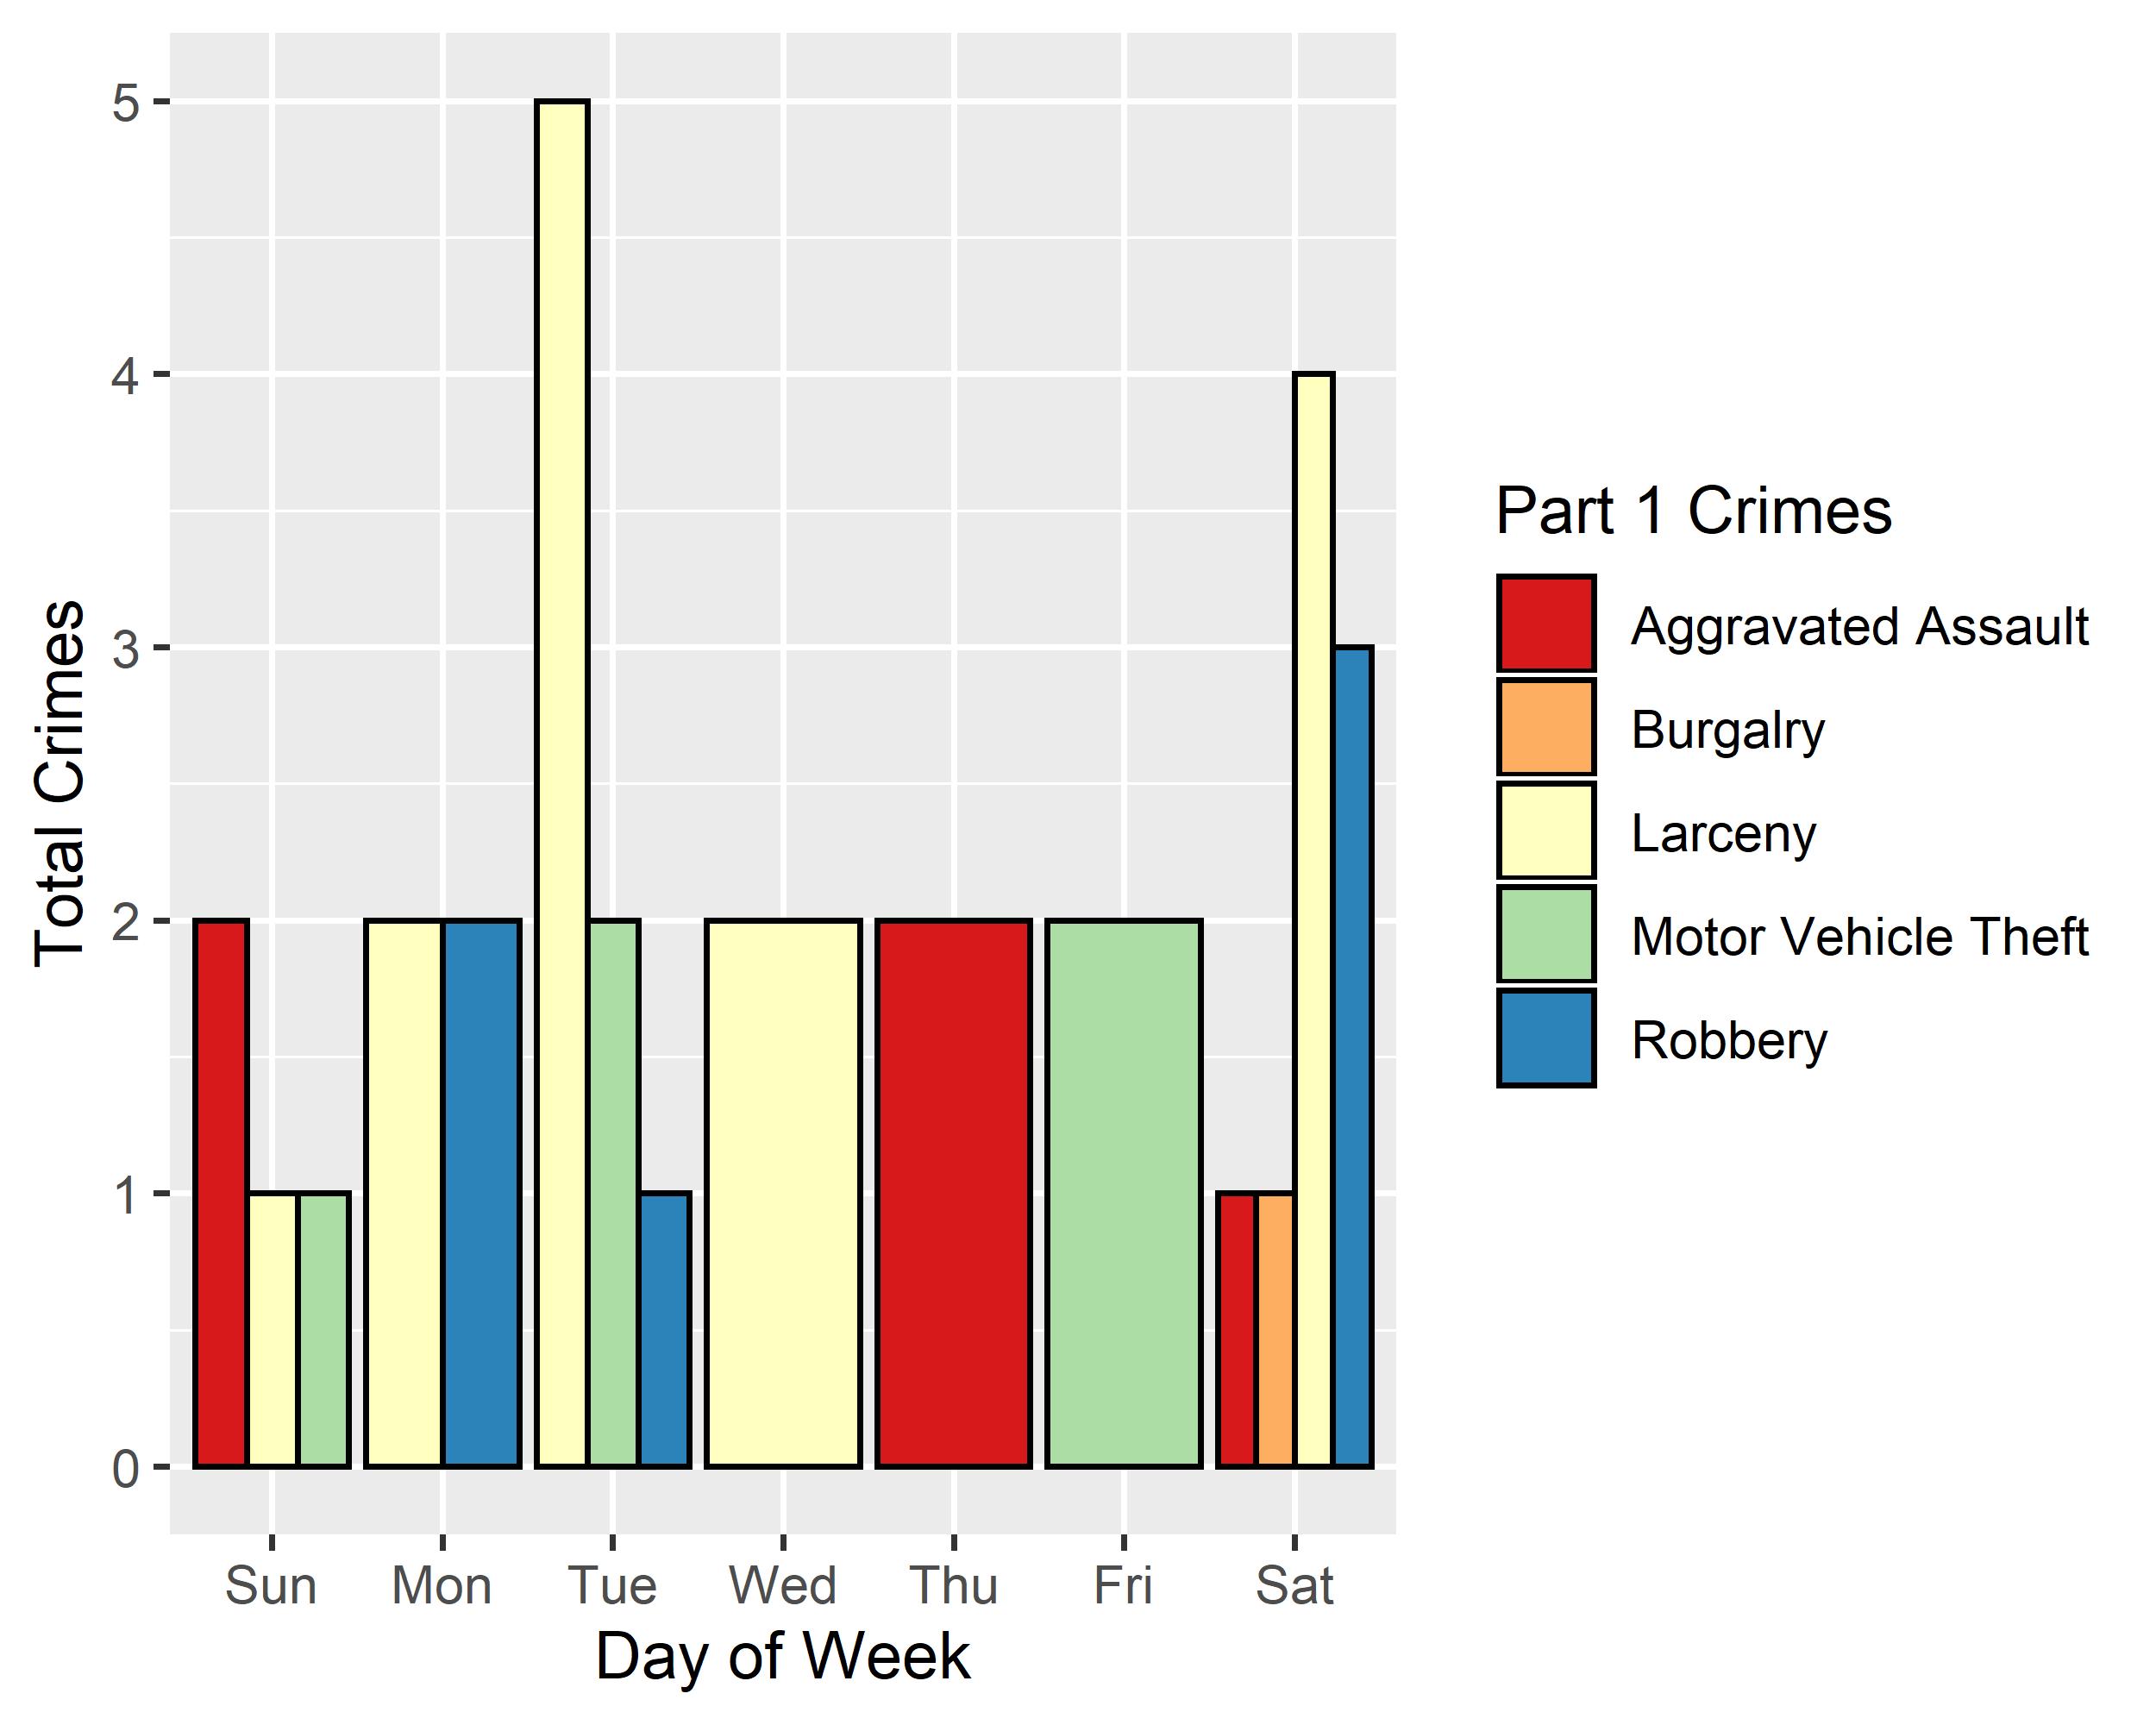 Total Crimes
5
4
3
2
1
0
Sun Mon Tue Wed Thu Fri Sat
Day of Week
Part 1 Crimes
Aggravated Assault
Burgalry
Larceny
Motor Vehicle Theft
Robbery